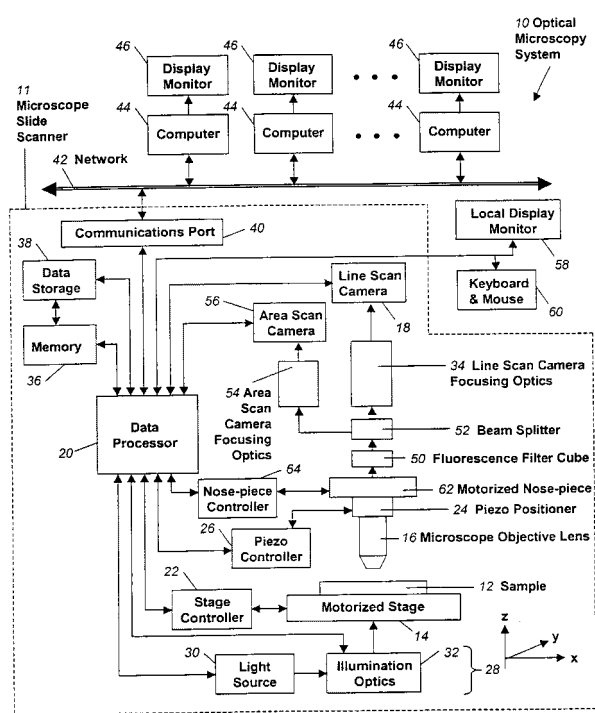 10 Optical
Microscopy
System
46
Display
Monitor
46
Display
Monitor
46
Display
Monitor
11
Microscope
Slide
Scanner
44
Computer
44
Computer
44
Computer
42 Network
Communications Port
40
Local Display
Monitor
58
38
Data
Storage
Line Scan
Camera
18
Keyboard
& Mouse
60
56
Area Scan
Camera
Memory
36
34 Line Scan Camera
Focusing Optics
54 Area
Scan
Camera
Focusing
Optics
Data
Processor
20
52 Beam Splitter
50 Fluorescence Filter Cube
64
Nose-piece
Controller
62 Motorized Nose-piece
24 Piezo Positioner
26
Piezo
Controller
16 Microscope Objective Lens
22
Stage
Controller
12 Sample
Motorized Stage
14
z
y
x
30
Light
Source
Illumination
Optics
32
28